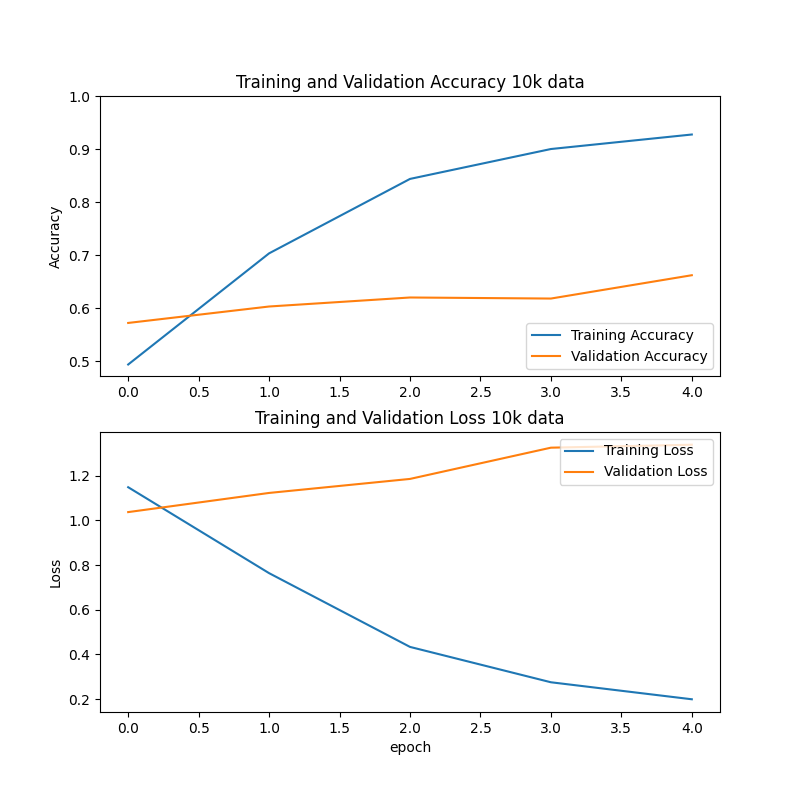 Training and Validation Accuracy 10k data
1.0
0.9
0.8
0.7
0.6
0.5
Accuracy
Training Accuracy
Validation Accuracy
0.0 0.5 1.0 1.5 2.0 2.5 3.0 3.5 4.0
Training and Validation Loss 10k data
1.2
1.0
0.8
0.6
0.4
0.2
Loss
Training Loss
Validation Loss
0.0 0.5 1.0 1.5 2.0 2.5 3.0 3.5 4.0
epoch